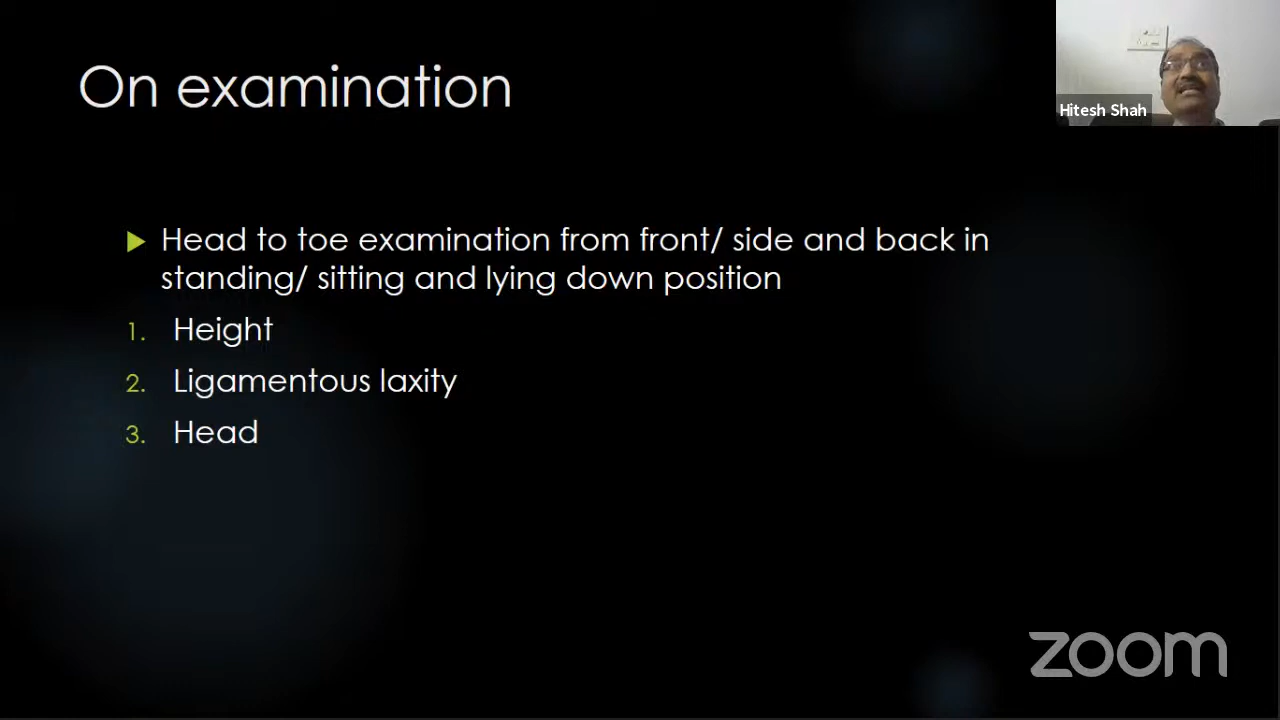 On examination
Hitesh Shah
▶ Head to toe examination from front/ side and back in
standing/ sitting and lying down position
1. Height
2. Ligamentous laxity
3. Head
zoom